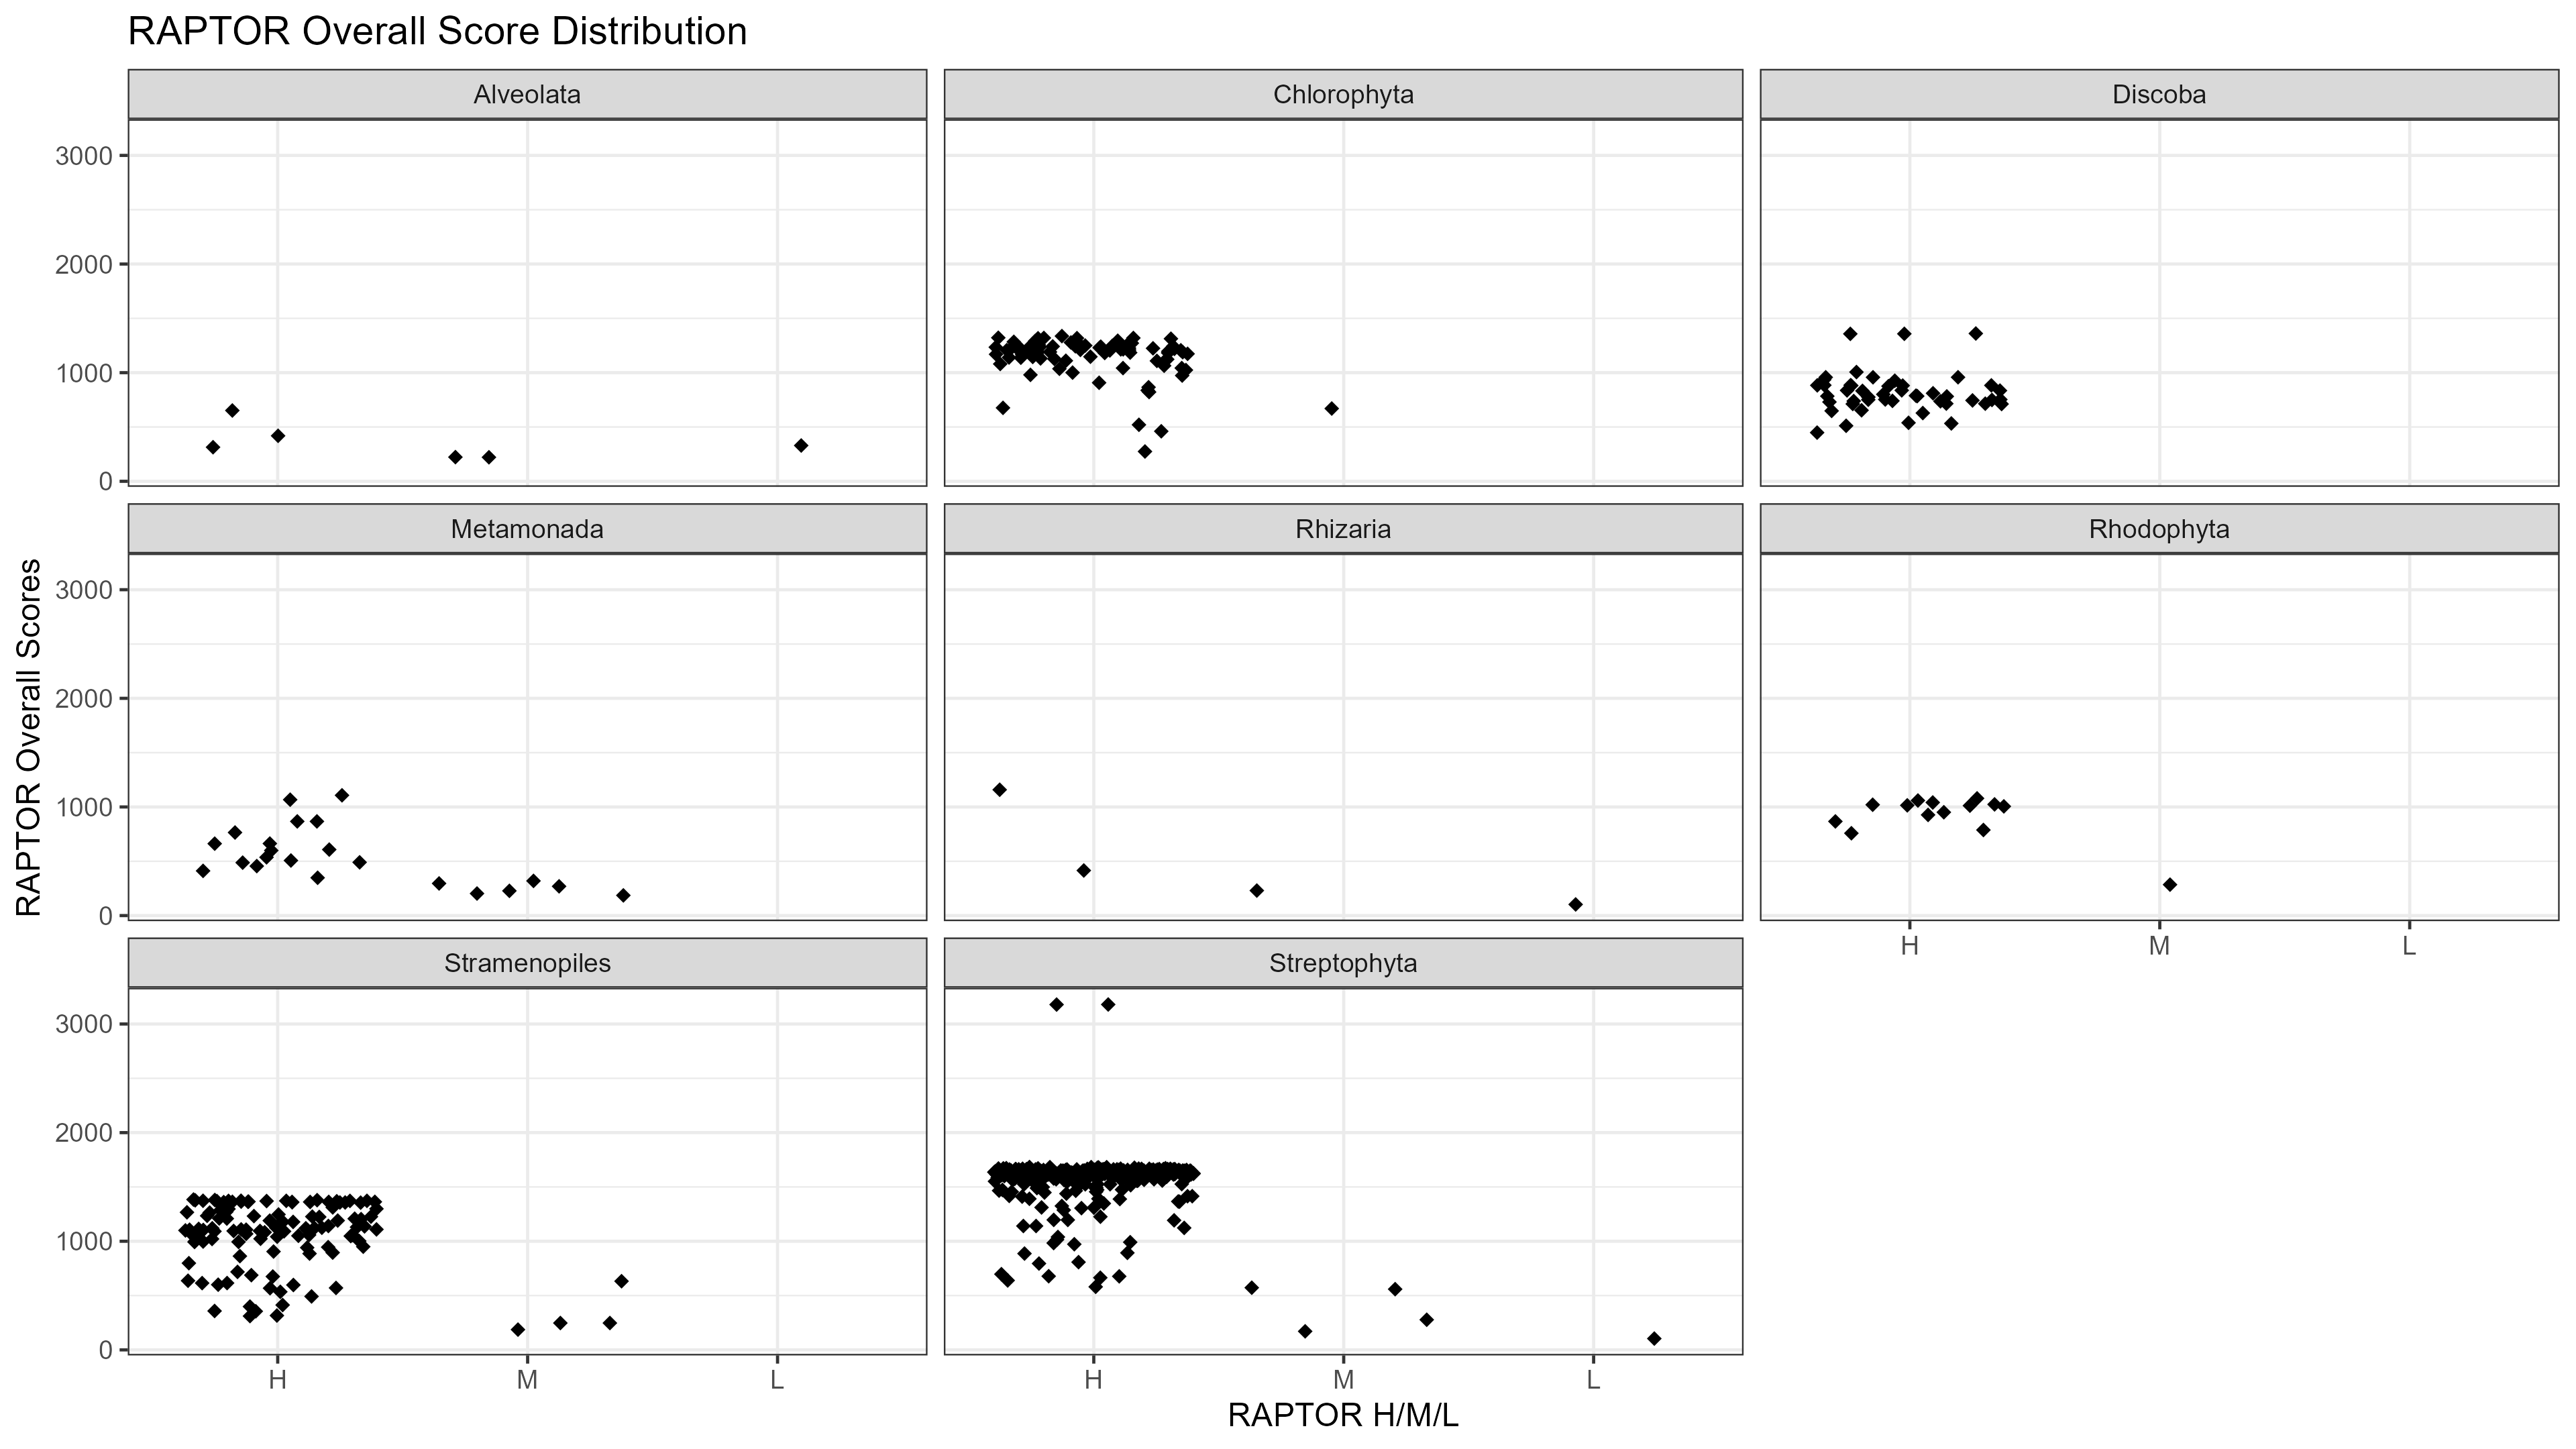 RAPTOR Overall Score Distribution
Alveolata
Chlorophyta
Discoba
3000
2000
1000
0
Metamonada
Rhizaria
Rhodophyta
3000
2000
1000
0
H M L
Stramenopiles
Streptophyta
3000
2000
1000
0
H M L
H M L
RAPTOR Overall Scores
RAPTOR H/M/L